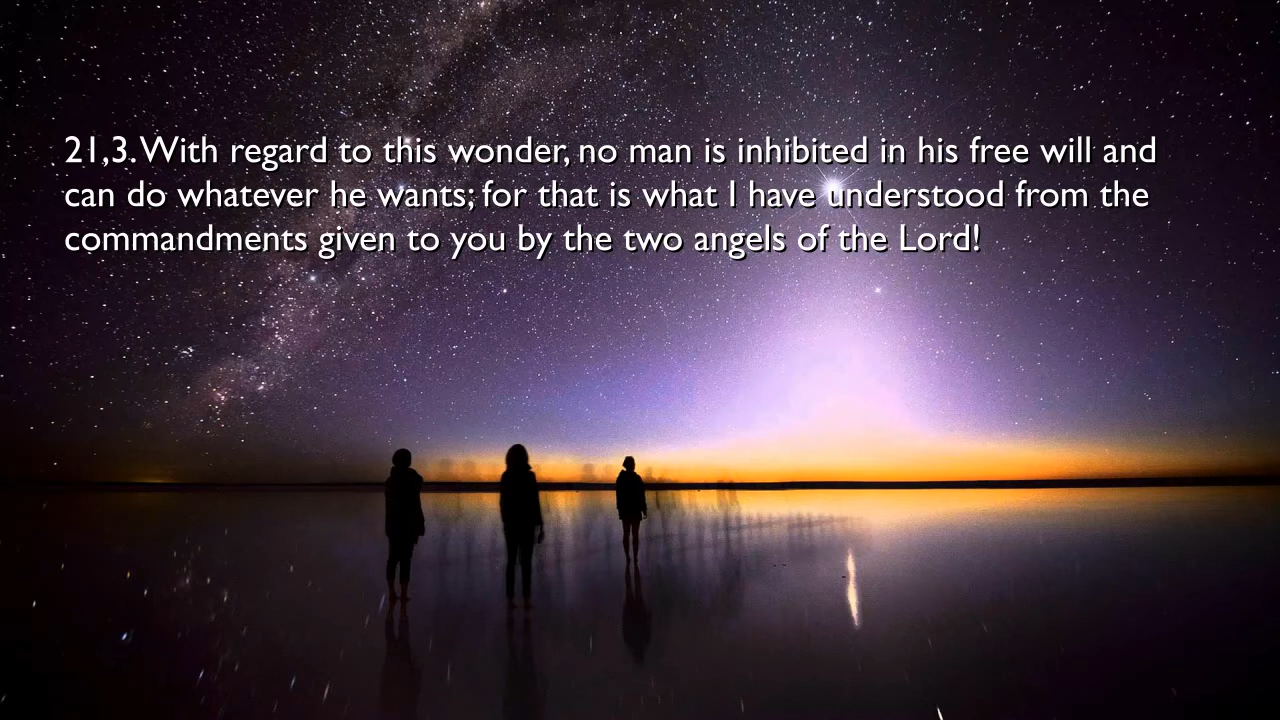 21,3. With regard to this wonder, no man is inhibited in his free will and
can do whatever he wants; for that is what I have understood from the
commandments given to you by the two angels of the Lord!